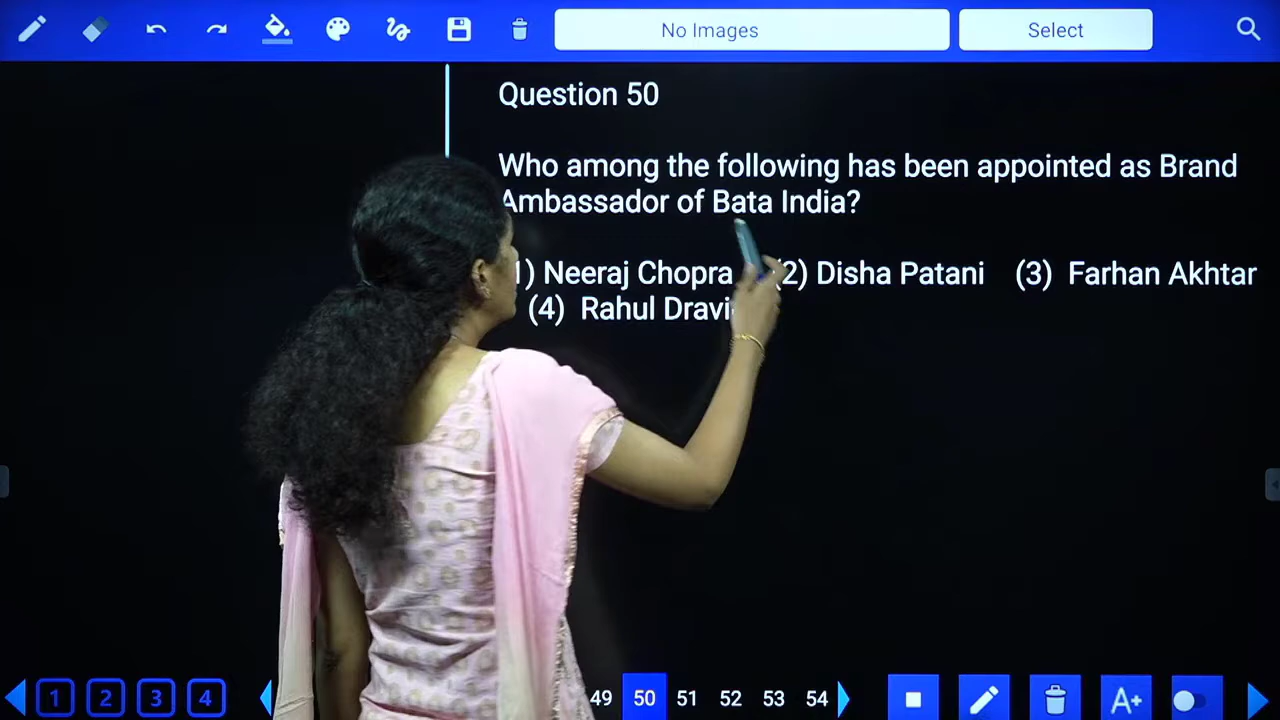 No Images
Select
Question 50
Who among the following has been appointed as Brand
Ambassador of Bata India?
1) Neeraj Chopra (2) Disha Patani (3) Farhan Akhtar
(4) Rahul
1 2 3 4 49 50 51 52 53 54 A+